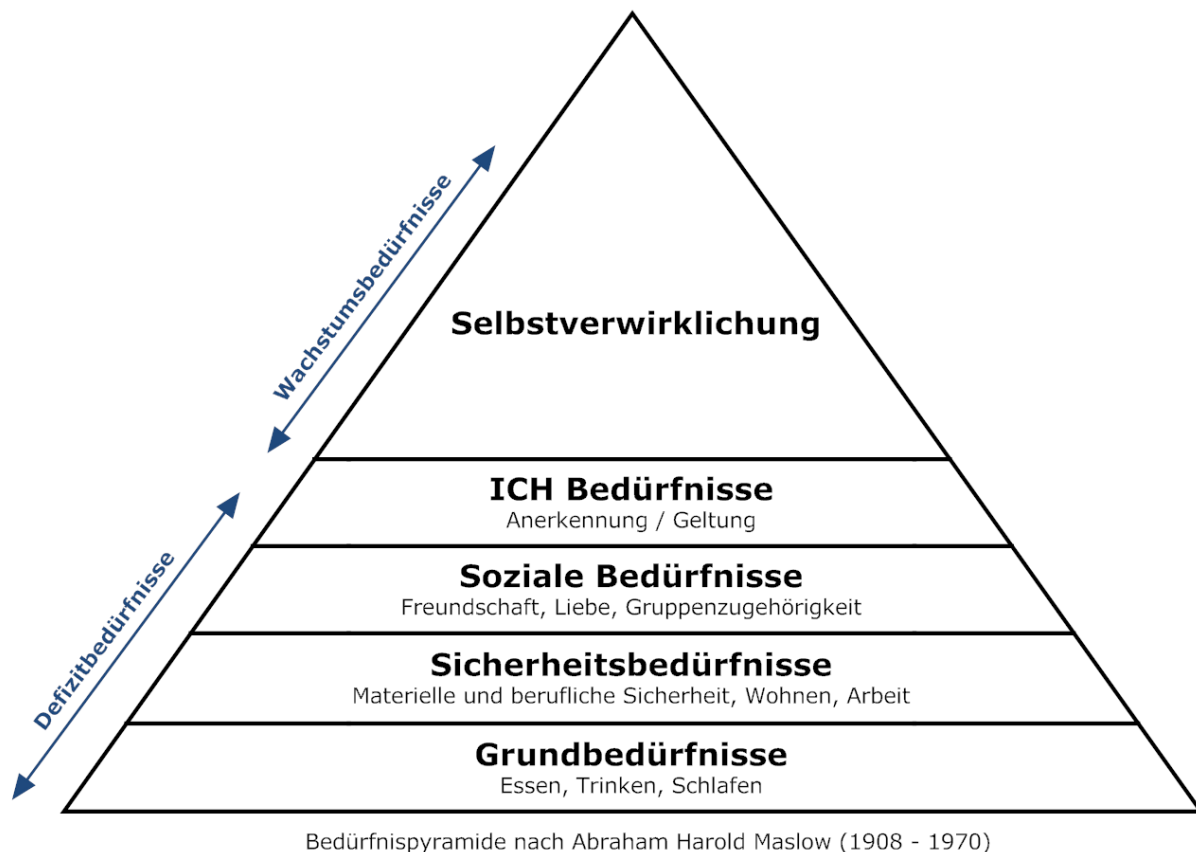 Wachstumsbedürfnisse
Selbstverwirklichung
Defizitbedürfnisse
ICH Bedürfnisse
Anerkennung / Geltung
Soziale Bedürfnisse
Freundschaft, Liebe, Gruppenzugehörigkeit
Sicherheitsbedürfnisse
Materielle und berufliche Sicherheit, Wohnen, Arbeit
Grundbedürfnisse
Essen, Trinken, Schlafen
Bedürfnispyramide nach Abraham Harold Maslow (1908 - 1970)